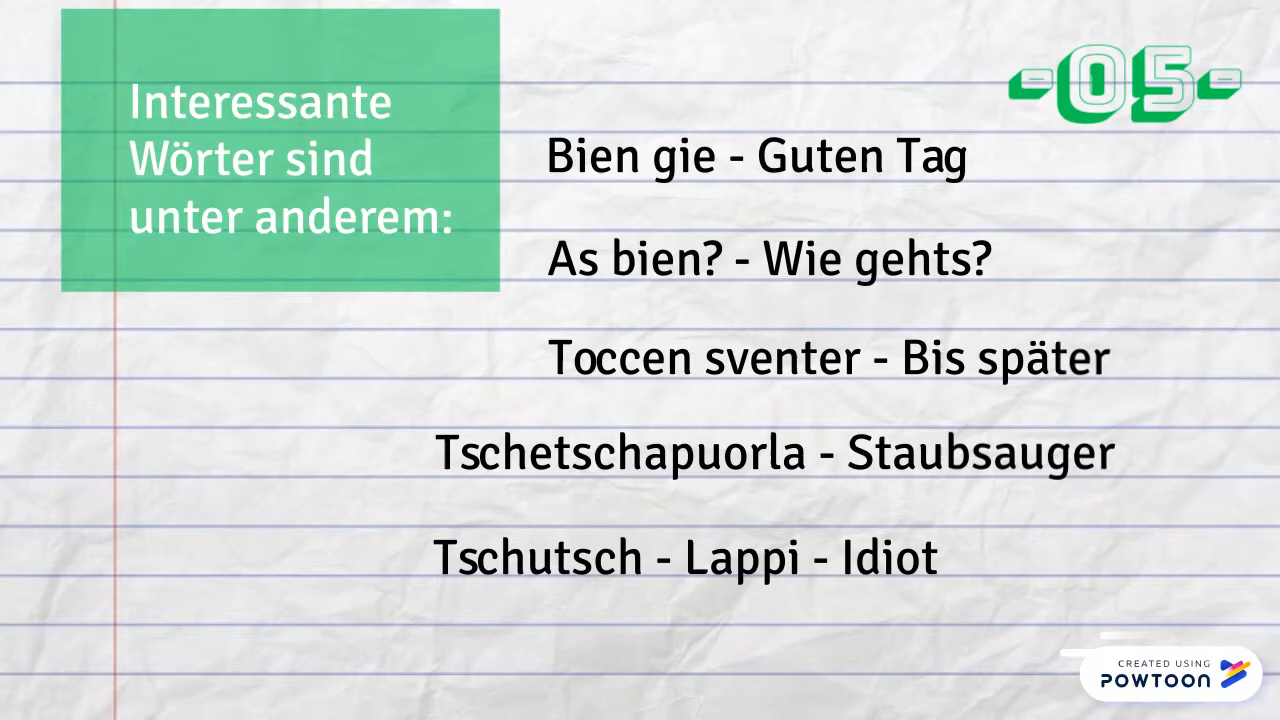 Interessante
Wörter sind
unter anderem:
-05-
Bien gie - Guten Tag
As bien? - Wie gehts?
Toccen sventer - Bis später
Tschetschapuorla - Staubsauger
Tschutsch - Lappi - Idiot
CREATED USING
POWTOON